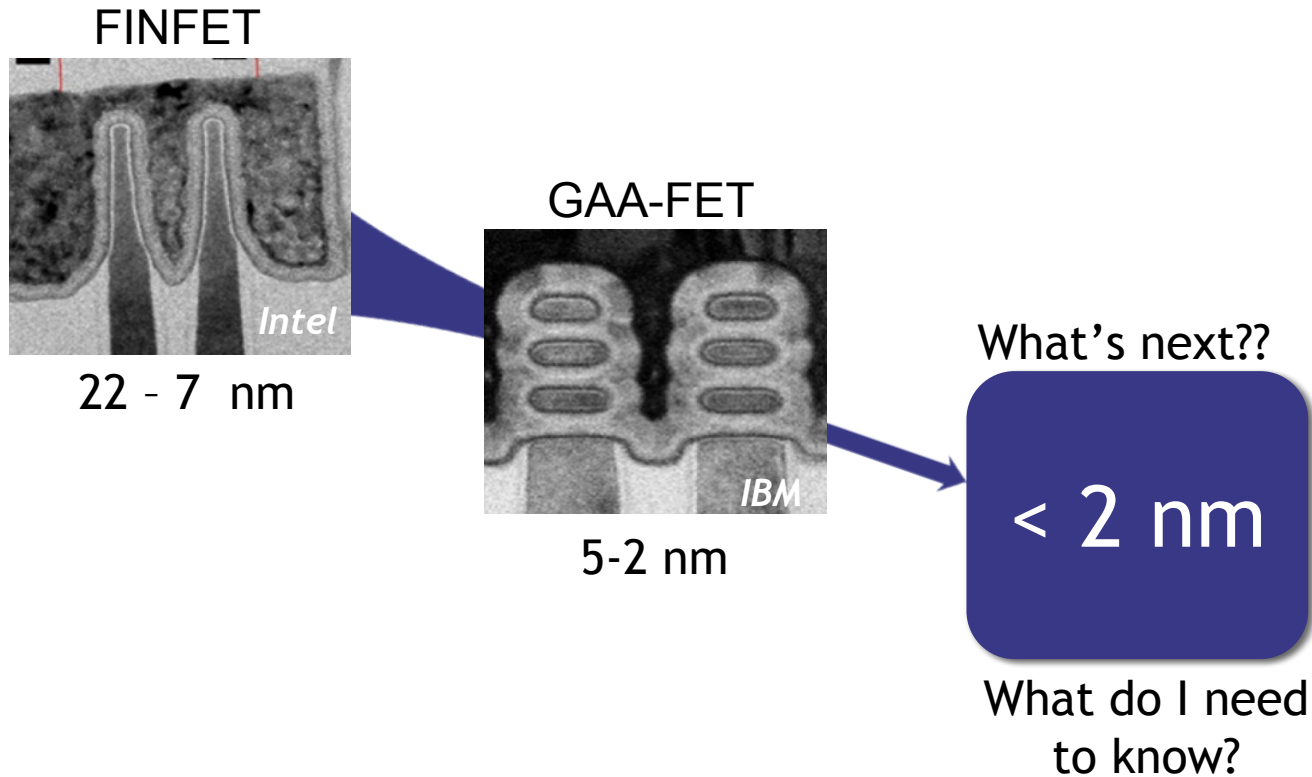 FINFET
Intel
22 – 7 nm
GAA-FET
IBM
5-2 nm
What’s next??
< 2 nm
What do I need
to know?